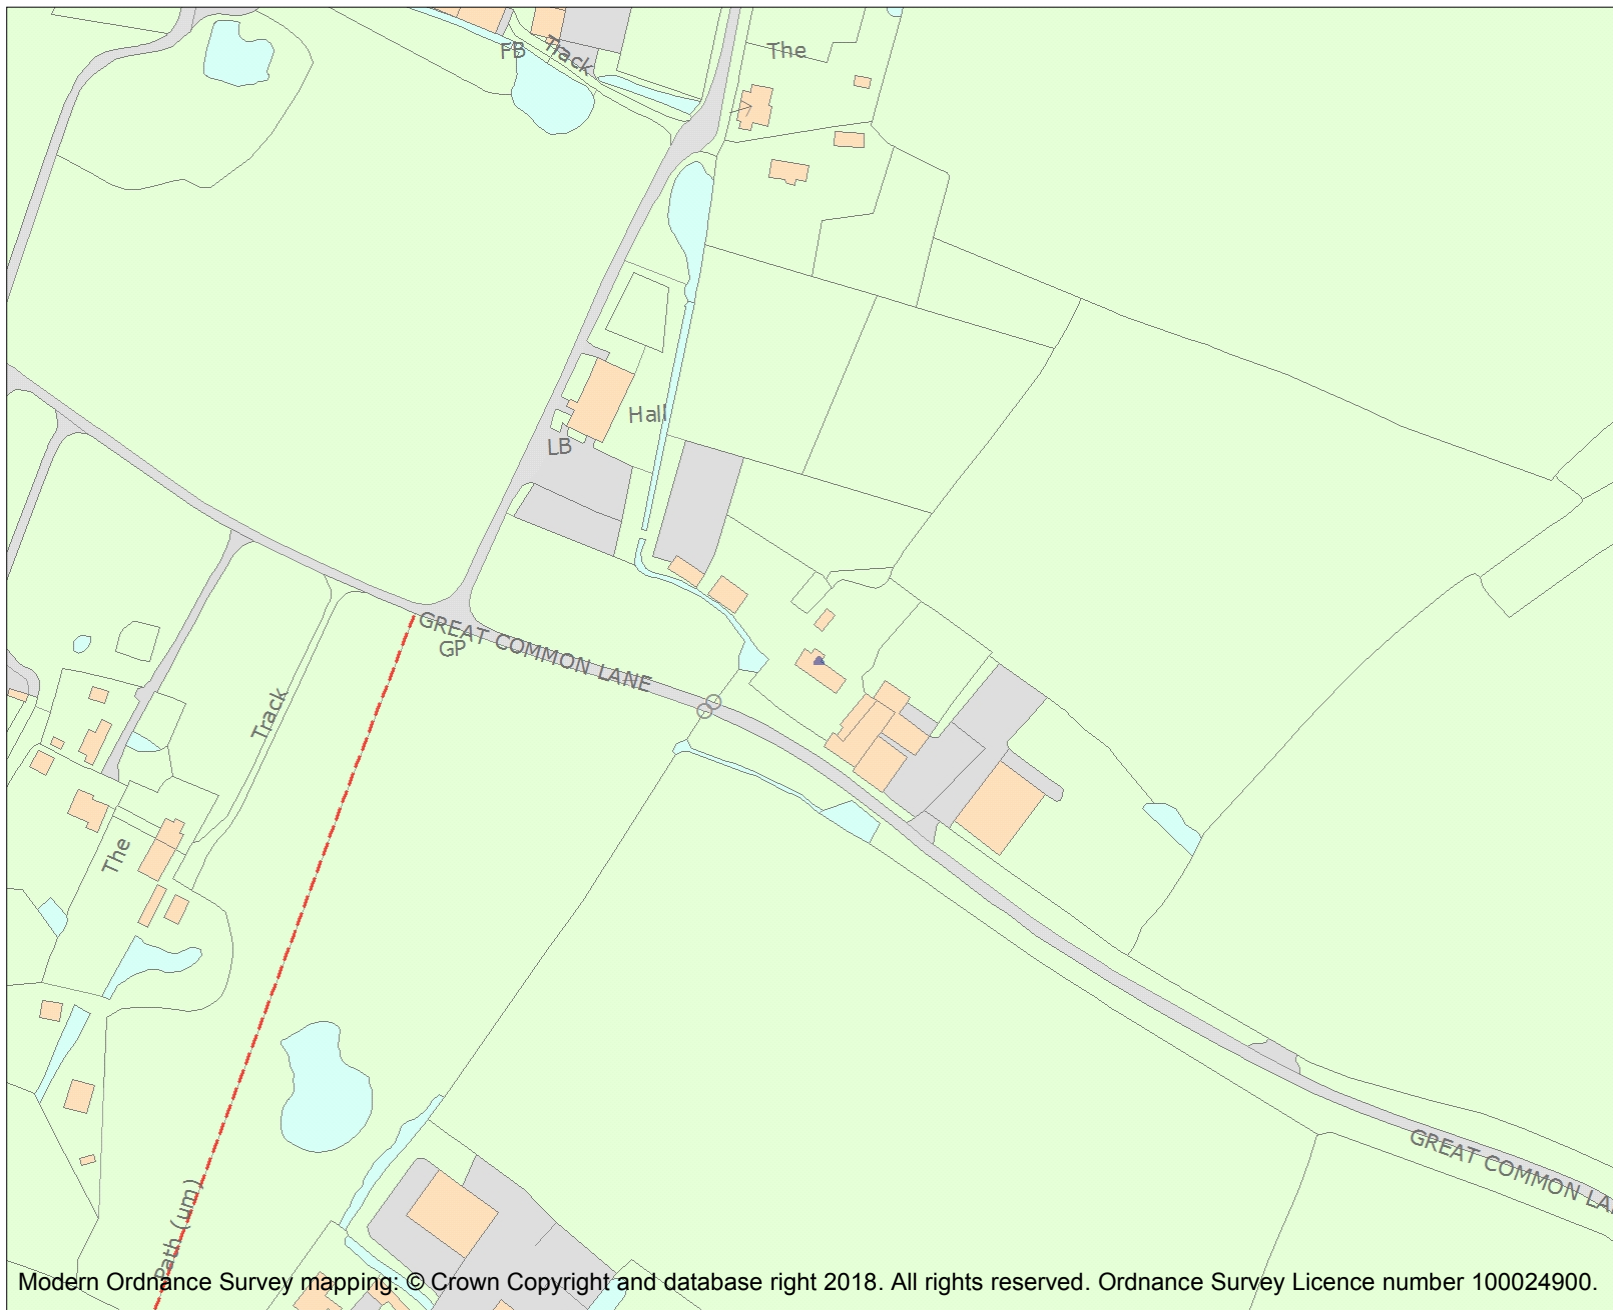 FB
Track
The
Hall
LB
GREAT COMMON LANE
GP
Track
The
GREAT COMMON LA
Path (um)
Modern Ordnance Survey mapping: © Crown Copyright and database right 2018. All rights reserved. Ordnance Survey Licence number 100024900.